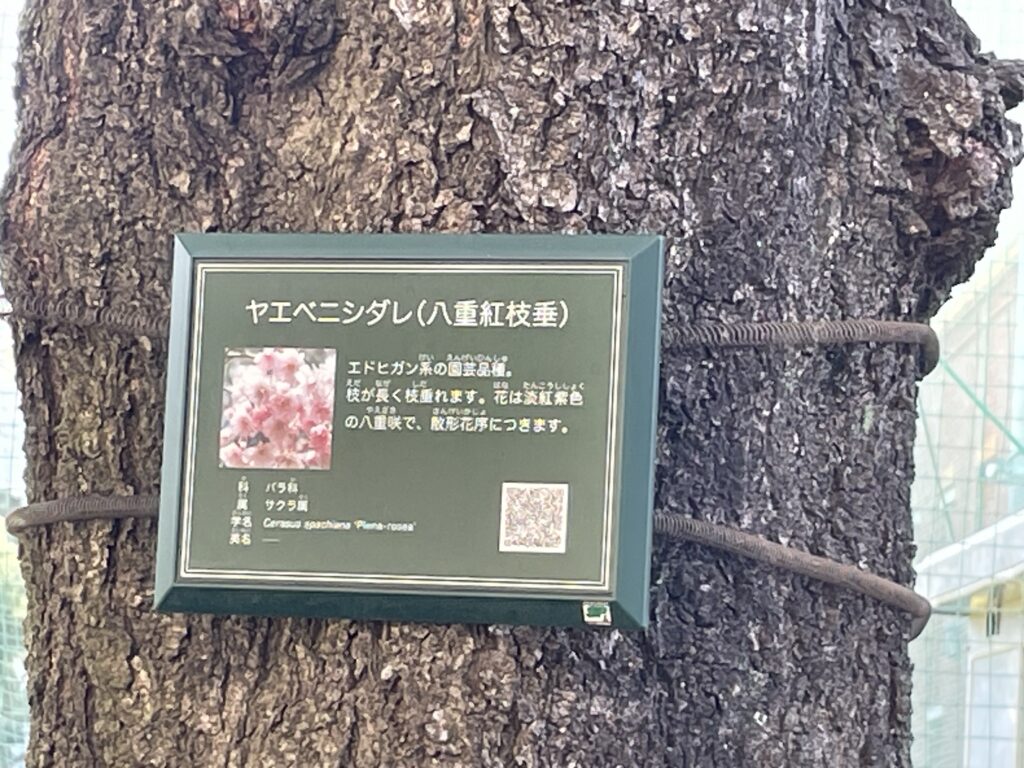 ヤエベニシダレ(八重紅枝垂)
エドヒガン系の園芸品種。
枝が長く枝垂れます。花は淡紅紫色
の八重咲で、散形花序につきます。
科 バラ科
属 サクラ属
学名 Cerasus spachiana 'Plena-rosea'
英名 ——